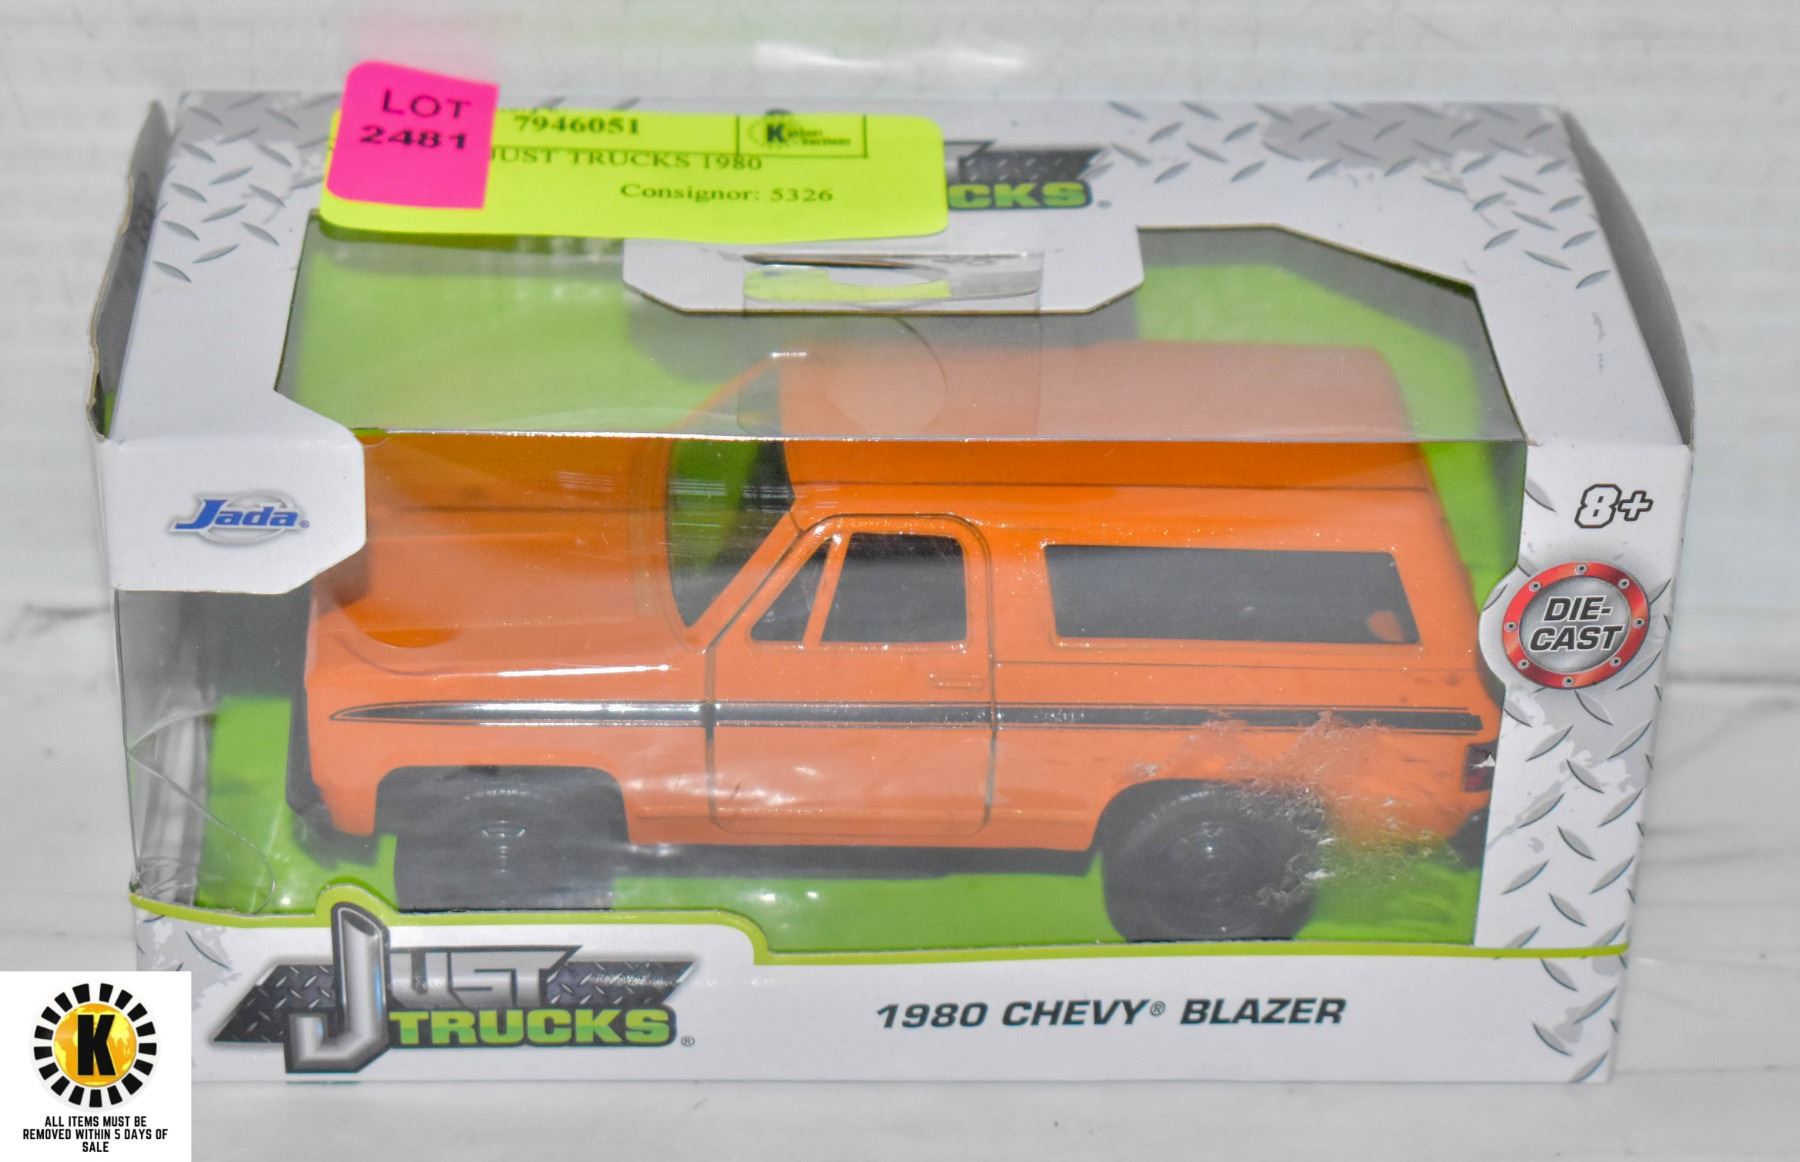 LOT
2481
7946051
K
JUST TRUCKS 1980
Consignor: 5326
CKS®
Jada®
8+
DIE-
CAST
JUST
TRUCKS®
1980 CHEVY® BLAZER
K
ALL ITEMS MUST BE
REMOVED WITHIN 5 DAYS OF
SALE